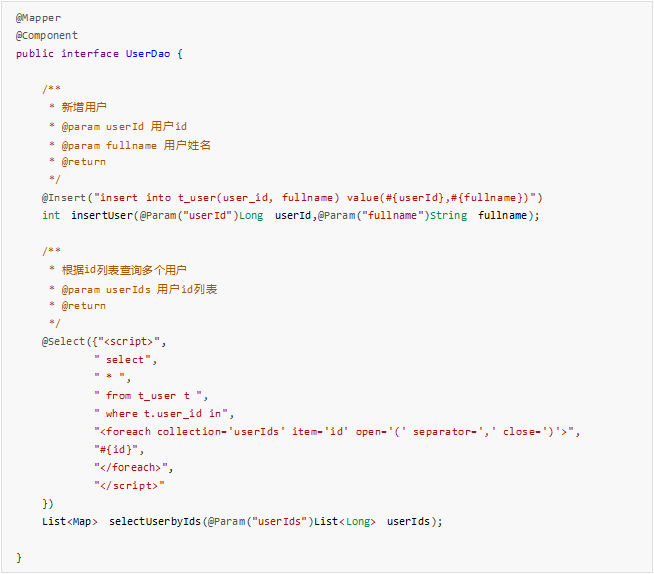 @Mapper
@Component
public interface UserDao {
/**
* 新增用户
* @param userId 用户id
* @param fullname 用户姓名
* @return
*/
@Insert("insert into t_user(user_id, fullname) value(#{userId},#{fullname})")
int insertUser(@Param("userId")Long userId,@Param("fullname")String fullname);
/**
* 根据id列表查询多个用户
* @param userIds 用户id列表
* @return
*/
@Select({"<script>",
" select",
" * ",
" from t_user t ",
" where t.user_id in",
"<foreach collection='userIds' item='id' open='(' separator=',' close=')'>",
"#{id}",
"</foreach>",
"</script>"
})
List<Map> selectUserbyIds(@Param("userIds")List<Long> userIds);
}